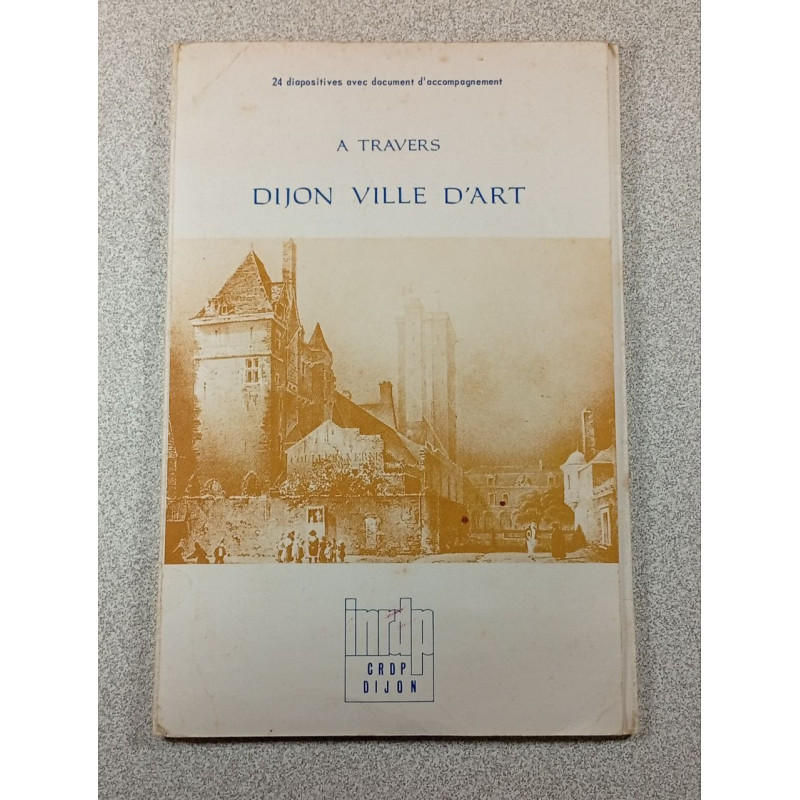 24 diapositives avec document d'accompagnement
A TRAVERS
DIJON VILLE D'ART
inrdp
CRDP
DIJON